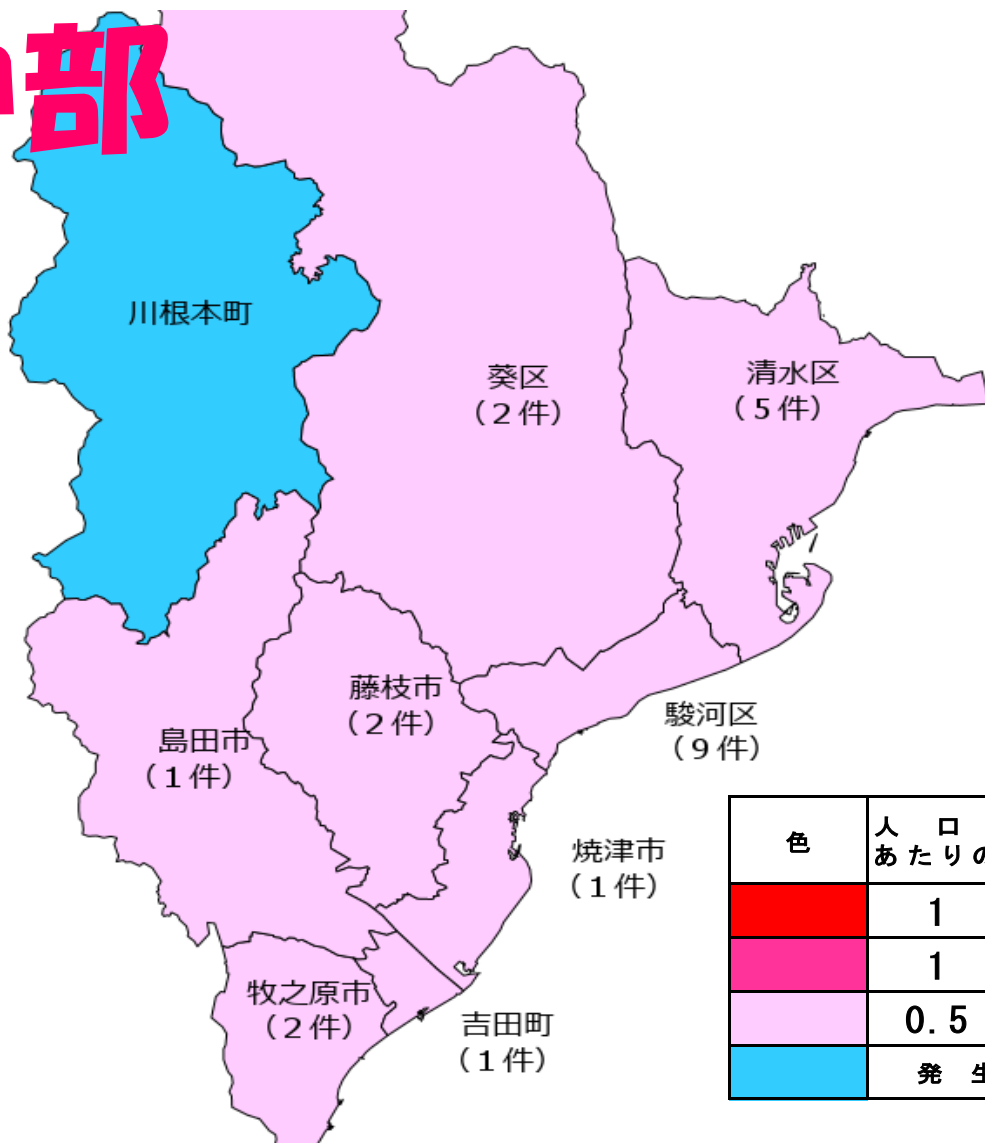 部
川根本町
葵区
（２件）
清水区
（５件）
藤枝市
（２件）
駿河区
（９件）
島田市
（１件）
焼津市
（１件）
牧之原市
（２件）
吉田町
（１件）
色
人口
あたりの
1
1
0.5
発生